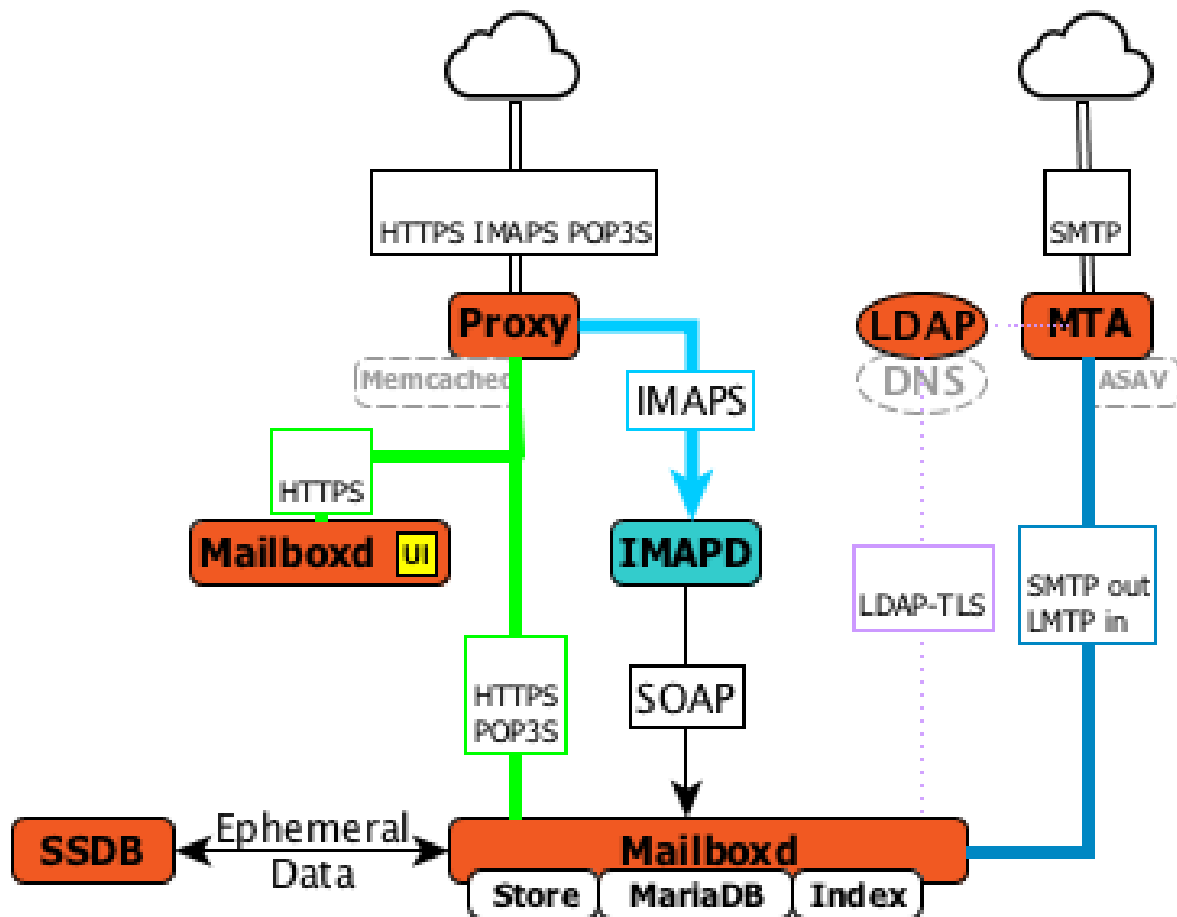 HTTPS IMAPS POP3S
SMTP
Proxy
LDAP
MTA
Memcached
DNS
ASAV
IMAPS
HTTPS
Mailboxd UI
IMAPD
LDAP-TLS
SMTP out
LMTP in
HTTPS
POP3S
SOAP
SSDB
Ephemeral
Data
Mailboxd
Store
MariaDB
Index